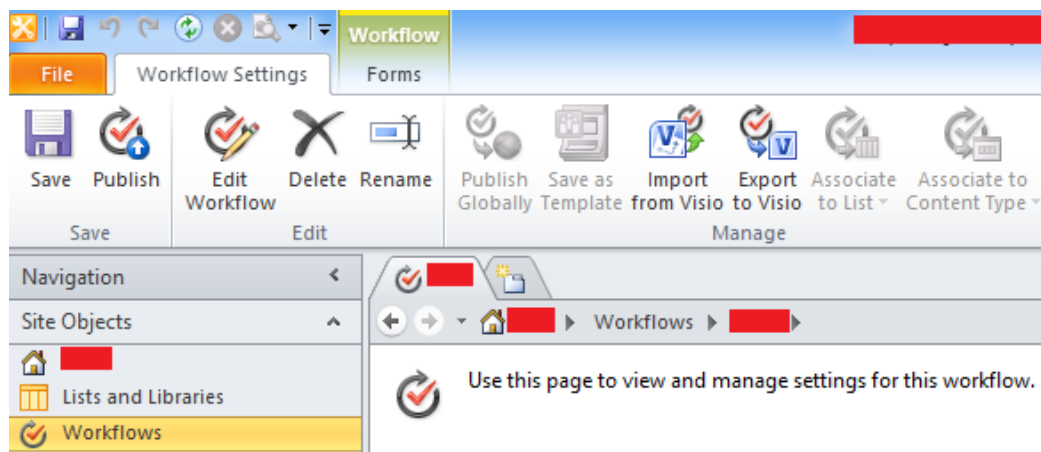 Workflow
File Workflow Settings Forms
Save Publish Edit Workflow Delete Rename Publish Globally Save as Template Import from Visio Export to Visio Associate to List Associate to Content Type
Save Edit Manage
Navigation
Site Objects
Workflows
Lists and Libraries
Use this page to view and manage settings for this workflow.
Workflows